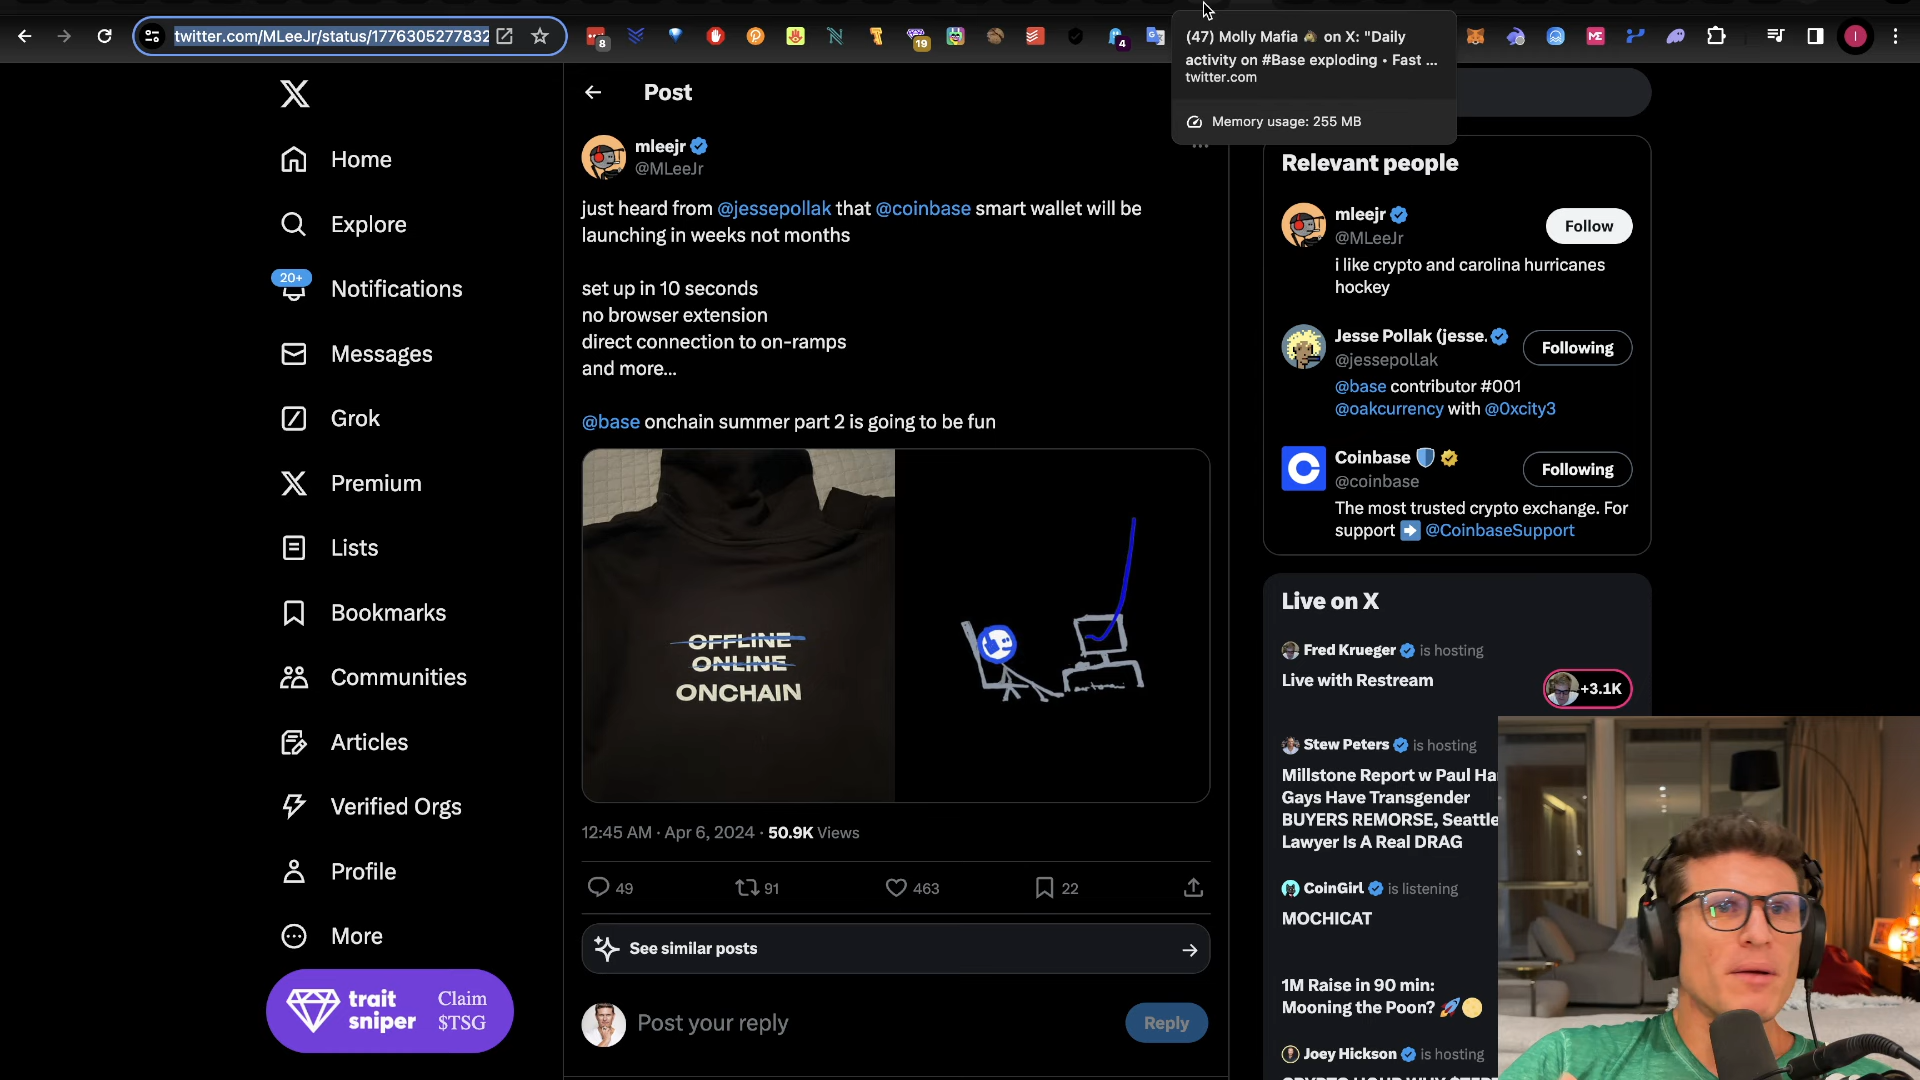 twitter.com/MLeeJr/status/1776305277832
8
19
4
(47) Molly Mafia on X: "Daily
activity on #Base exploding • Fast ...
twitter.com
Memory usage: 255 MB
Home
Explore
20+
Notifications
Messages
Grok
Premium
Lists
Bookmarks
Communities
Articles
Verified Orgs
Profile
More
trait
sniper
Claim
$TSG
Post
mleejr
@MLeeJr
just heard from @jessepollak that @coinbase smart wallet will be
launching in weeks not months
set up in 10 seconds
no browser extension
direct connection to on-ramps
and more...
@base onchain summer part 2 is going to be fun
OFFLINE
ONLINE
ONCHAIN
12:45 AM · Apr 6, 2024 · 50.9K Views
49
91
463
22
See similar posts
Post your reply
Reply
Relevant people
mleejr
@MLeeJr
Follow
i like crypto and carolina hurricanes
hockey
Jesse Pollak (jesse.
@jessepollak
Following
@base contributor #001
@oakcurrency with @0xcity3
Coinbase
@coinbase
Following
The most trusted crypto exchange. For
support @CoinbaseSupport
Live on X
Fred Krueger is hosting
Live with Restream
+3.1K
Stew Peters is hosting
Millstone Report w Paul Ha
Gays Have Transgender
BUYERS REMORSE, Seattle
Lawyer Is A Real DRAG
CoinGirl is listening
MOCHICAT
1M Raise in 90 min:
Mooning the Poon?
Joey Hickson is hosting